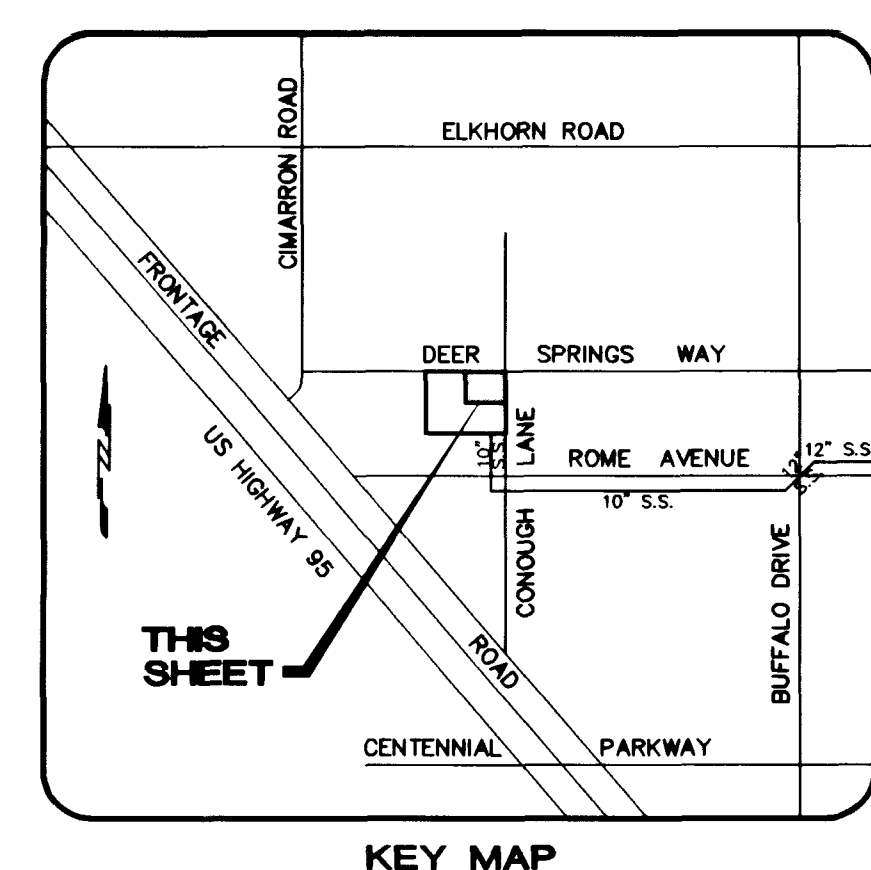 ELKHORN ROAD
CIMARRON ROAD
FRONTAGE
DEER SPRINGS WAY
US HIGHWAY 95
CONOUGH LANE
10" S.S.
ROME AVENUE
12" S.S.
12" S.S
10" S.S.
BUFFALO DRIVE
THIS
SHEET
ROAD
CENTENNIAL PARKWAY
KEY MAP